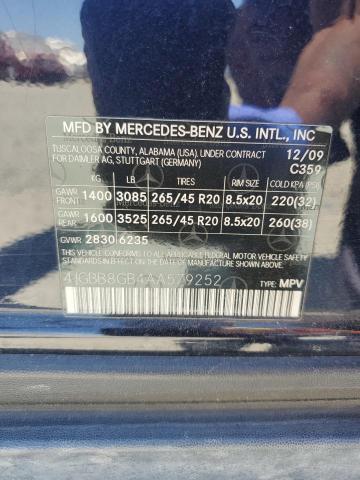 MFD BY MERCEDES-BENZ U.S. INTL., INC
TUSCALOOSA COUNTY, ALABAMA (USA), UNDER CONTRACT 12/09
FOR DAIMLER AG, STUTTGART (GERMANY) C359
KG LB TIRES RIM SIZE COLD KPA(PSI)
GAWR FRONT 1400 3085 265/45 R20 8.5x20 220(32)
GAWR REAR 1600 3525 265/45 R20 8.5x20 260(38)
GVWR 2830 6235
THIS VEHICLE CONFORMS TO ALL APPLICABLE FEDERAL MOTOR VEHICLE SAFETY
STANDARDS IN EFFECT ON THE DATE OF MANUFACTURE SHOWN ABOVE.
4JGBB8GB4AA579252
TYPE: MPV